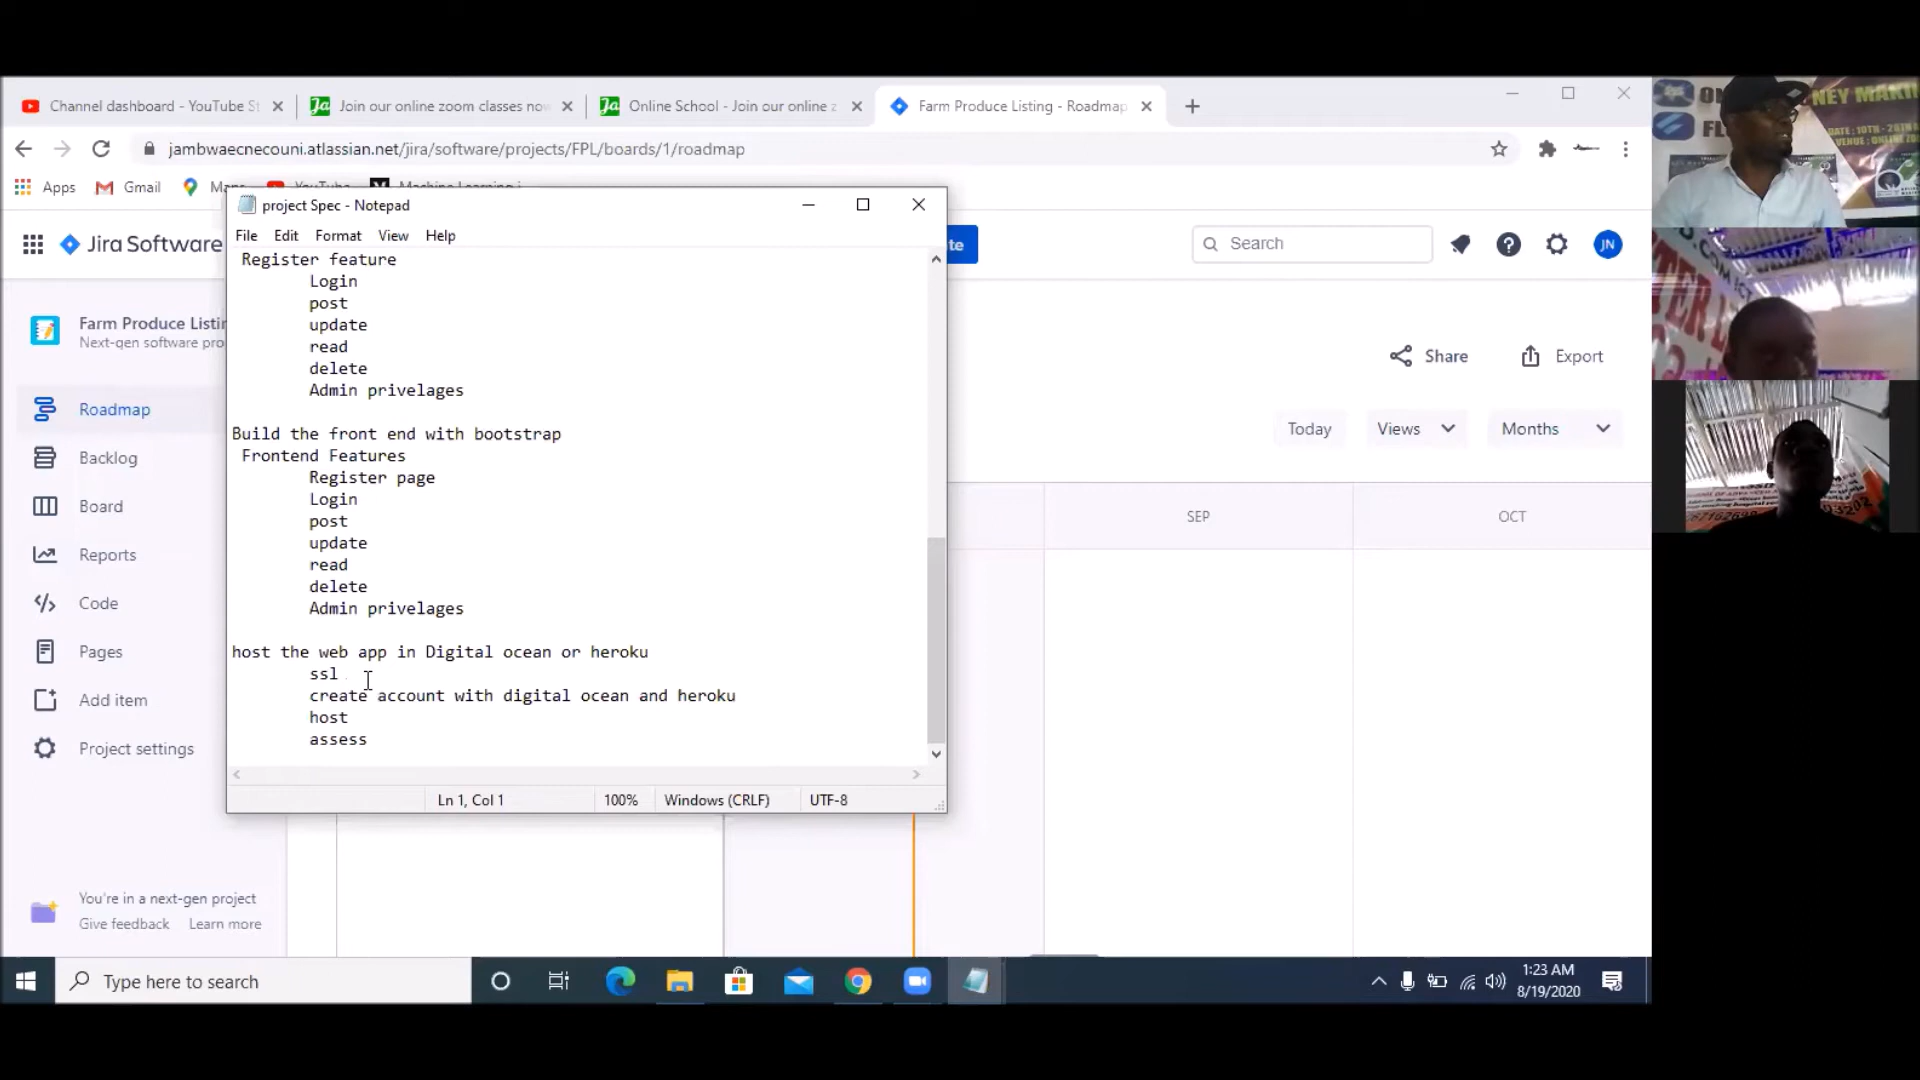 Channel dashboard - YouTube St
Join our online zoom classes now
Online School - Join our online z
Farm Produce Listing - Roadmap
jambwaecnecouni.atlassian.net/jira/software/projects/FPL/boards/1/roadmap
Apps
Gmail
project Spec - Notepad
File Edit Format View Help
Jira Software
te
Search
JN
Farm Produce Listin
Next-gen software pro
Roadmap
Backlog
Board
Reports
Code
Pages
Add item
Project settings
You're in a next-gen project
Give feedback Learn more
Register feature
Login
post
update
read
delete
Admin privelages
Build the front end with bootstrap
Frontend Features
Register page
Login
post
update
read
delete
Admin privelages
host the web app in Digital ocean or heroku
ssl
create account with digital ocean and heroku
host
assess
Ln 1, Col 1
100%
Windows (CRLF)
UTF-8
Share
Export
Today
Views
Months
SEP
OCT
Type here to search
1:23 AM
8/19/2020